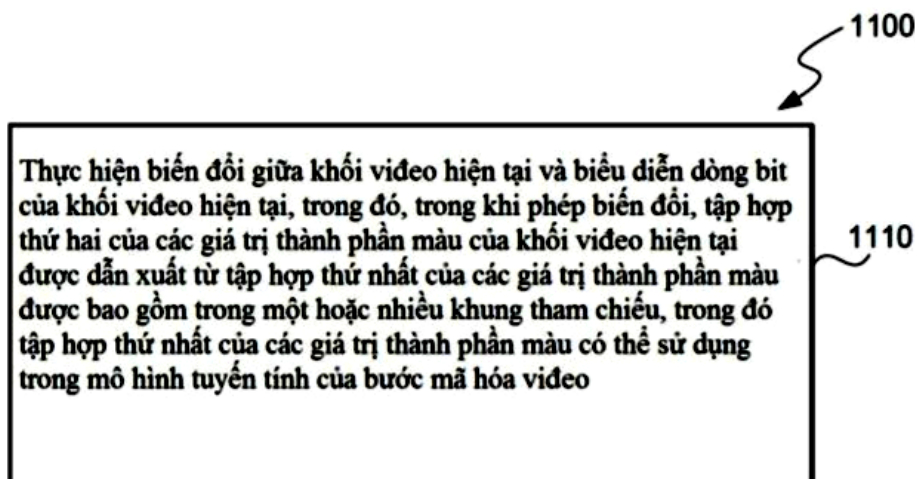 1100
Thực hiện biến đổi giữa khối viđeo hiện tại và biểu diễn dòng bit
của khối viđeo hiện tại, trong đó, trong khi phép biến đổi, tập hợp
thứ hai của các giá trị thành phần màu của khối viđeo hiện tại
được dẫn xuất từ tập hợp thứ nhất của các giá trị thành phần màu
được bao gồm trong một hoặc nhiều khung tham chiếu, trong đó
tập hợp thứ nhất của các giá trị thành phần màu có thể sử dụng
trong mô hình tuyến tính của bước mã hóa viđeo
1110